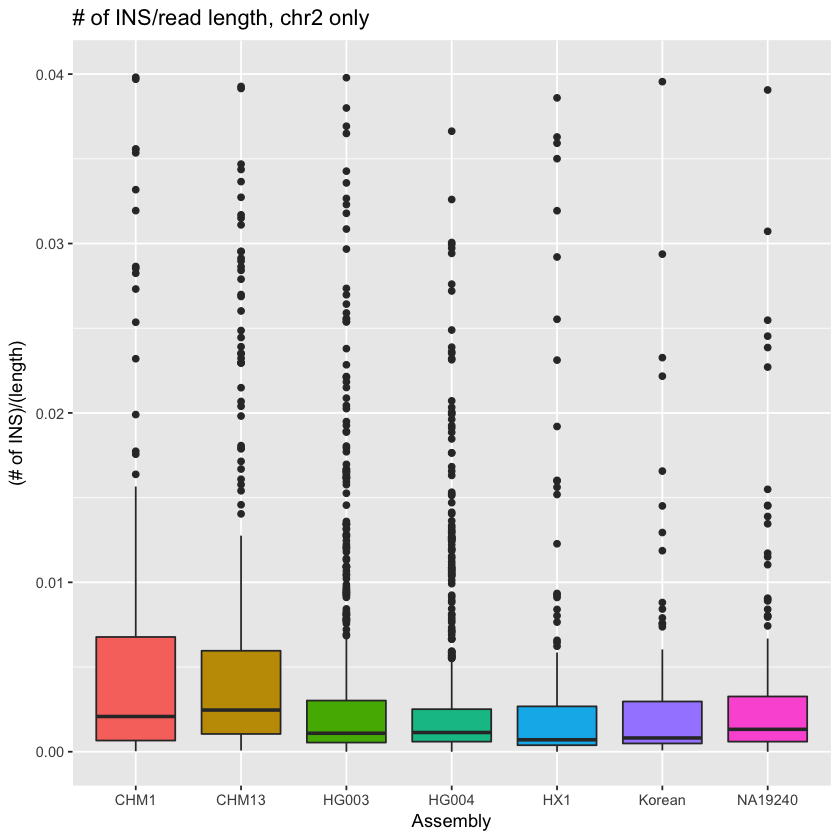 # of INS/read length, chr2 only
(# of INS)/(length)
0.04
0.03
0.02
0.01
0.00
CHM1 CHM13 HG003 HG004 HX1 Korean NA19240
Assembly